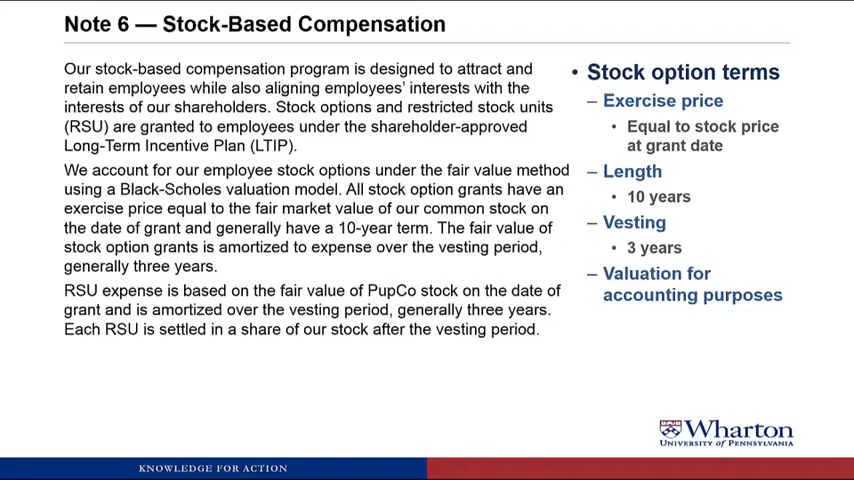 Note 6 — Stock-Based Compensation
Our stock-based compensation program is designed to attract and
retain employees while also aligning employees’ interests with the
interests of our shareholders. Stock options and restricted stock units
(RSU) are granted to employees under the shareholder-approved
Long-Term Incentive Plan (LTIP).
We account for our employee stock options under the fair value method
using a Black-Scholes valuation model. All stock option grants have an
exercise price equal to the fair market value of our common stock on
the date of grant and generally have a 10-year term. The fair value of
stock option grants is amortized to expense over the vesting period,
generally three years.
RSU expense is based on the fair value of PupCo stock on the date of
grant and is amortized over the vesting period, generally three years.
Each RSU is settled in a share of our stock after the vesting period.
• Stock option terms
– Exercise price
• Equal to stock price
at grant date
– Length
• 10 years
– Vesting
• 3 years
– Valuation for
accounting purposes
Wharton
UNIVERSITY of PENNSYLVANIA
KNOWLEDGE FOR ACTION